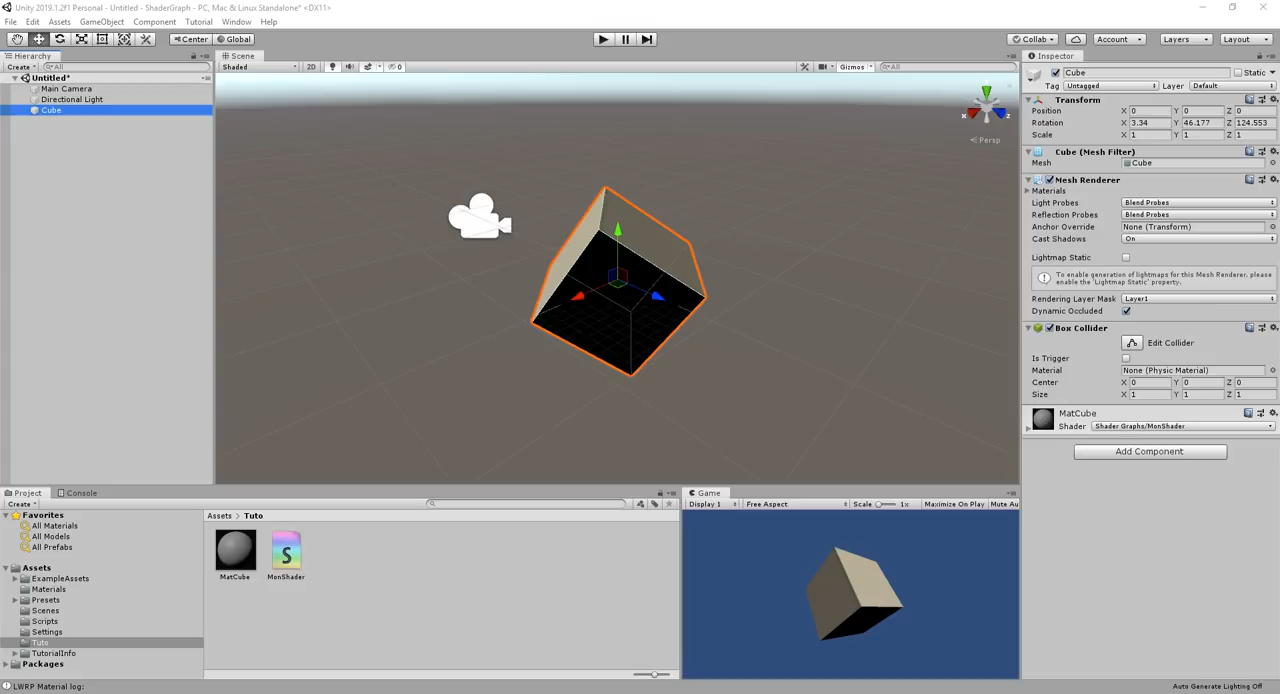 Unity 2019.1.2f1 Personal - Untitled - ShaderGraph - PC, Mac & Linux Standalone* <DX11>
File Edit Assets GameObject Component Tutorial Window Help
Center Global Collab Account Layers Layout
Hierarchy Scene Inspector
Create All Shaded 2D 0 Gizmos All
Cube Static
Tag Untagged Layer Default
Untitled*
Main Camera
Directional Light
Cube
Transform
Position X 0 Y 0 Z 0
Rotation X 3.34 Y 46.177 Z 124.553
Scale X 1 Y 1 Z 1
x z
Persp
Cube (Mesh Filter)
Mesh Cube
Mesh Renderer
Materials
Light Probes Blend Probes
Reflection Probes Blend Probes
Anchor Override None (Transform)
Cast Shadows On
Lightmap Static
To enable generation of lightmaps for this Mesh Renderer, please
enable the 'Lightmap Static' property.
Rendering Layer Mask Layer1
Dynamic Occluded
Box Collider
Edit Collider
Is Trigger
Material None (Physic Material)
Center X 0 Y 0 Z 0
Size X 1 Y 1 Z 1
MatCube
Shader Shader Graphs/MonShader
Add Component
Project Console
Create
Favorites
All Materials
All Models
All Prefabs
Assets
ExampleAssets
Materials
Presets
Scenes
Scripts
Settings
Tuto
TutorialInfo
Packages
Assets Tuto
S
MatCube MonShader
Game
Display 1 Free Aspect Scale 1x Maximize On Play Mute Au
LWRP Material log: Auto Generate Lighting Off